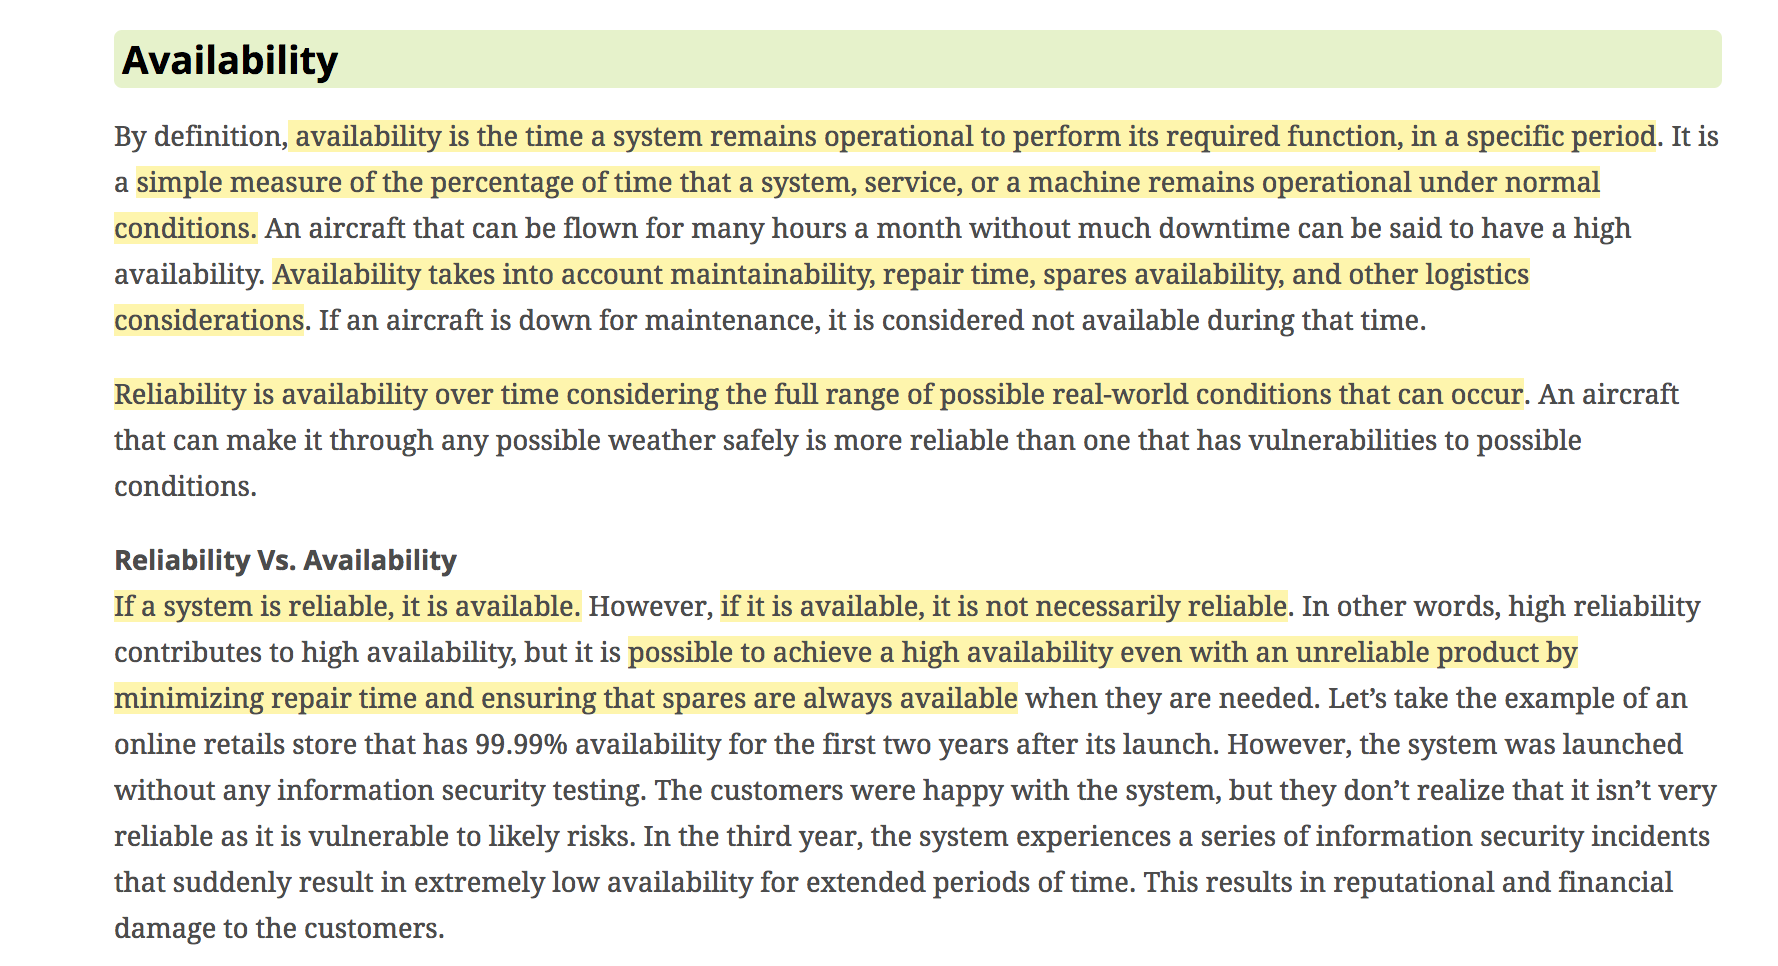 Availability
By definition, availability is the time a system remains operational to perform its required function, in a specific period. It is
a simple measure of the percentage of time that a system, service, or a machine remains operational under normal
conditions. An aircraft that can be flown for many hours a month without much downtime can be said to have a high
availability. Availability takes into account maintainability, repair time, spares availability, and other logistics
considerations. If an aircraft is down for maintenance, it is considered not available during that time.
Reliability is availability over time considering the full range of possible real-world conditions that can occur. An aircraft
that can make it through any possible weather safely is more reliable than one that has vulnerabilities to possible
conditions.
Reliability Vs. Availability
If a system is reliable, it is available. However, if it is available, it is not necessarily reliable. In other words, high reliability
contributes to high availability, but it is possible to achieve a high availability even with an unreliable product by
minimizing repair time and ensuring that spares are always available when they are needed. Let’s take the example of an
online retails store that has 99.99% availability for the first two years after its launch. However, the system was launched
without any information security testing. The customers were happy with the system, but they don’t realize that it isn’t very
reliable as it is vulnerable to likely risks. In the third year, the system experiences a series of information security incidents
that suddenly result in extremely low availability for extended periods of time. This results in reputational and financial
damage to the customers.